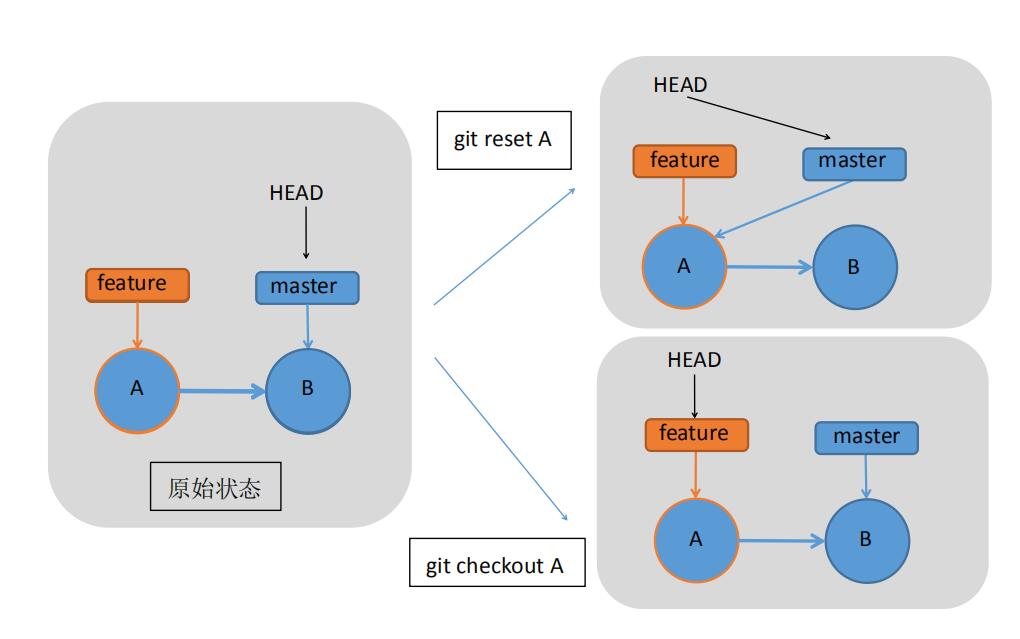 HEAD
feature
master
A
B
原始状态
git reset A
HEAD
feature
master
A
B
git checkout A
HEAD
feature
master
A
B